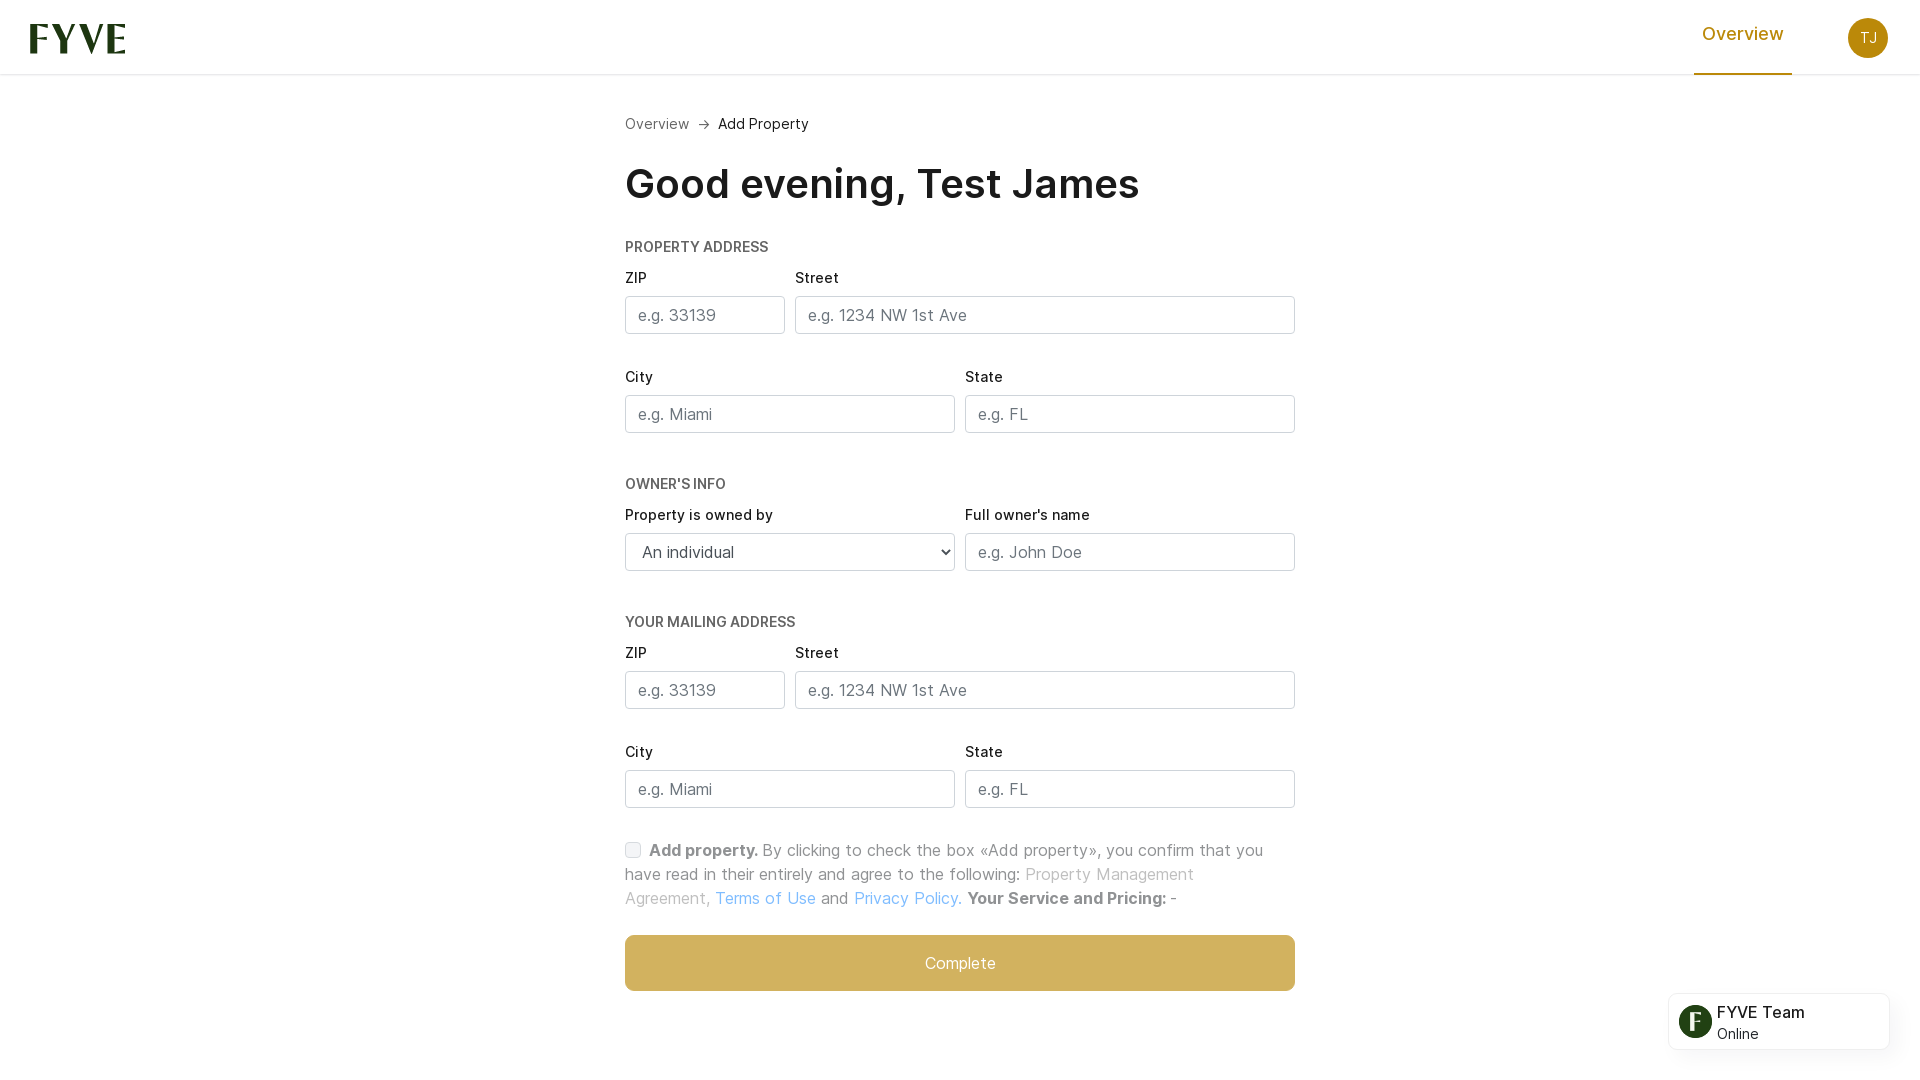 FYVE
Overview
TJ
Overview → Add Property
Good evening, Test James
PROPERTY ADDRESS
ZIP Street
e.g. 33139 e.g. 1234 NW 1st Ave
City State
e.g. Miami e.g. FL
OWNER'S INFO
Property is owned by Full owner's name
An individual e.g. John Doe
YOUR MAILING ADDRESS
ZIP Street
e.g. 33139 e.g. 1234 NW 1st Ave
City State
e.g. Miami e.g. FL
Add property. By clicking to check the box «Add property», you confirm that you
have read in their entirely and agree to the following: Property Management
Agreement, Terms of Use and Privacy Policy. Your Service and Pricing: -
Complete
F
FYVE Team
Online